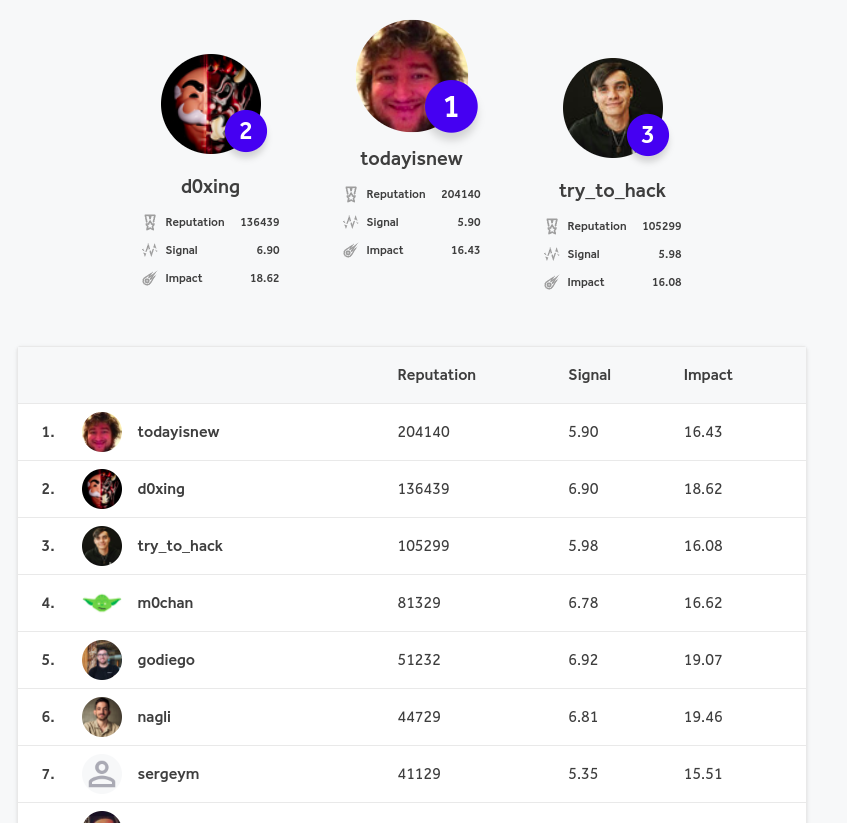 1
todayisnew
Reputation 204140
Signal 5.90
Impact 16.43
2
d0xing
Reputation 136439
Signal 6.90
Impact 18.62
3
try_to_hack
Reputation 105299
Signal 5.98
Impact 16.08
Reputation Signal Impact
1. todayisnew 204140 5.90 16.43
2. d0xing 136439 6.90 18.62
3. try_to_hack 105299 5.98 16.08
4. m0chan 81329 6.78 16.62
5. godiego 51232 6.92 19.07
6. nagli 44729 6.81 19.46
7. sergeym 41129 5.35 15.51